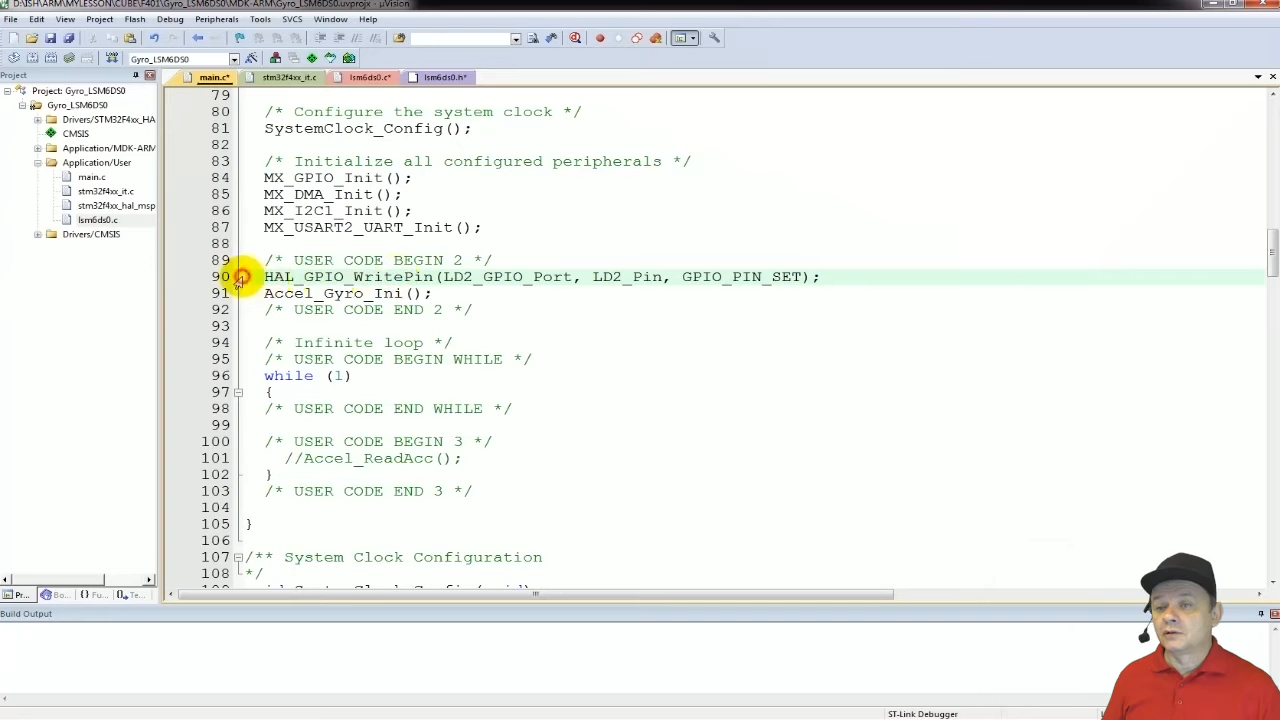 D:\ISH\ARM\MYLESSON\CUBE\F401\Gyro_LSM6DS0\MDK-ARM\Gyro_LSM6DS0.uvprojx - µVision
File Edit View Project Flash Debug Peripherals Tools SVCS Window Help
Gyro_LSM6DS0
Project
main.c* stm32f4xx_it.c lsm6ds0.c* lsm6ds0.h*
Project: Gyro_LSM6DS0
Gyro_LSM6DS0
Drivers/STM32F4xx_HA
CMSIS
Application/MDK-ARM
Application/User
main.c
stm32f4xx_it.c
stm32f4xx_hal_msp
lsm6ds0.c
Drivers/CMSIS
79
80 /* Configure the system clock */
81 SystemClock_Config();
82
83 /* Initialize all configured peripherals */
84 MX_GPIO_Init();
85 MX_DMA_Init();
86 MX_I2C1_Init();
87 MX_USART2_UART_Init();
88
89 /* USER CODE BEGIN 2 */
90 HAL_GPIO_WritePin(LD2_GPIO_Port, LD2_Pin, GPIO_PIN_SET);
91 Accel_Gyro_Ini();
92 /* USER CODE END 2 */
93
94 /* Infinite loop */
95 /* USER CODE BEGIN WHILE */
96 while (1)
97 {
98 /* USER CODE END WHILE */
99
100 /* USER CODE BEGIN 3 */
101 //Accel_ReadAcc();
102 }
103 /* USER CODE END 3 */
104
105 }
106
107 /** System Clock Configuration
108 */
Pr... Bo... {} Fu... Te...
Build Output
ST-Link Debugger